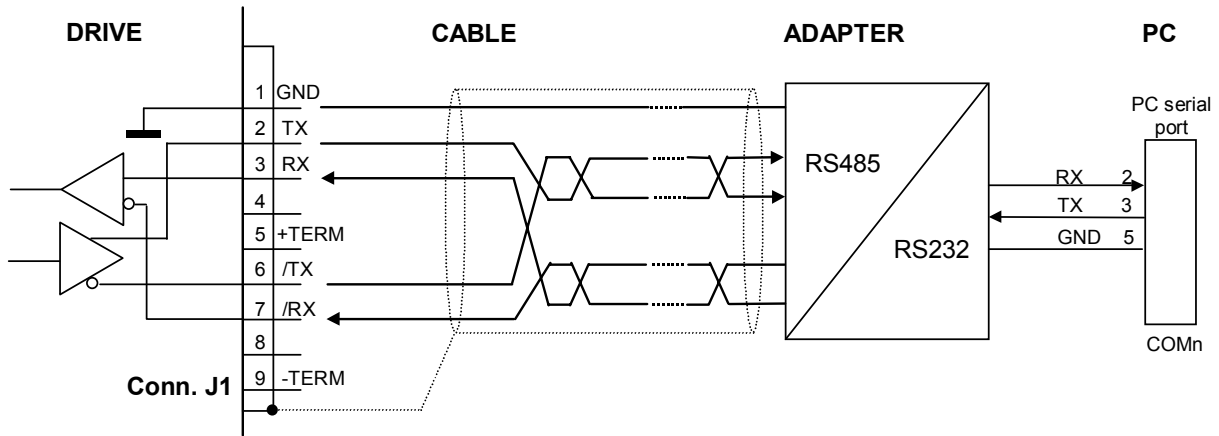 DRIVE CABLE ADAPTER PC
1 GND
2 TX
3 RX
4
5 +TERM
6 /TX
7 /RX
8
9 -TERM
Conn. J1
RS485
RS232
PC serial
port
RX 2
TX 3
GND 5
COMn